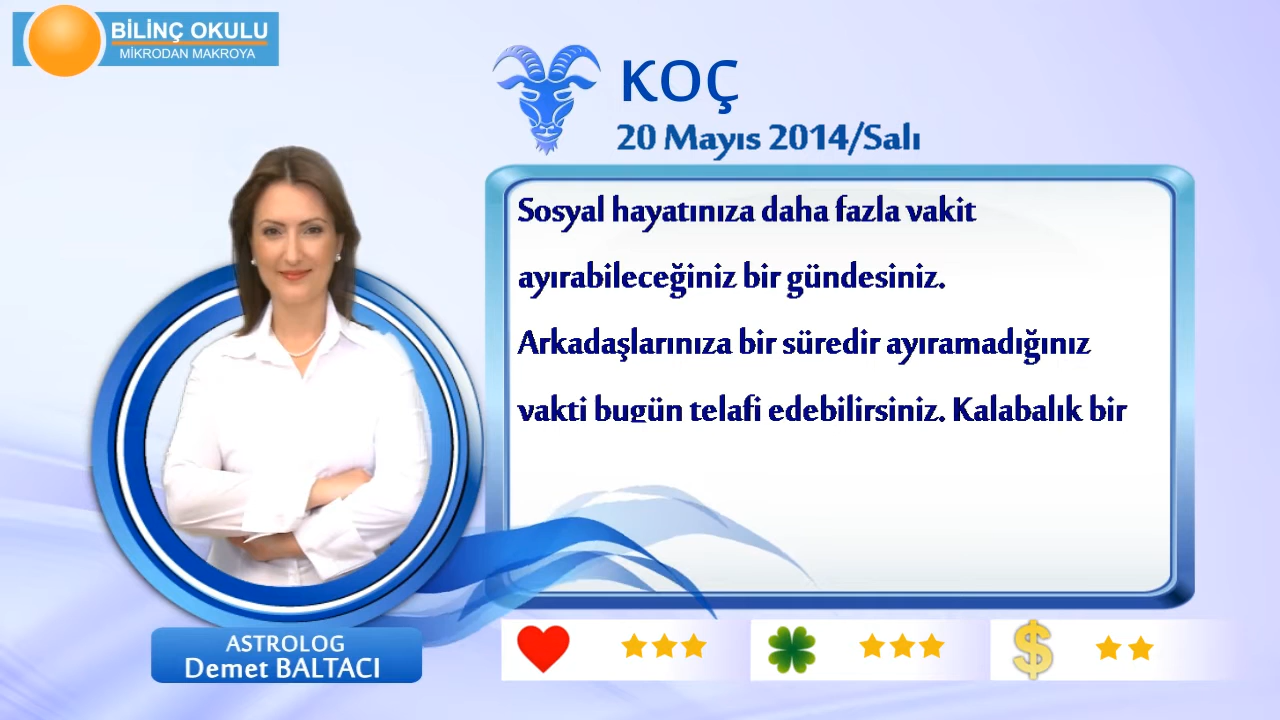 BİLİNÇ OKULU
MİKRODAN MAKROYA
KOÇ
20 Mayıs 2014/Salı
Sosyal hayatınıza daha fazla vakit
ayırabileceğiniz bir gündesiniz.
Arkadaşlarınıza bir süredir ayıramadığınız
vakti bugün telafi edebilirsiniz. Kalabalık bir
ASTROLOG
Demet BALTACI